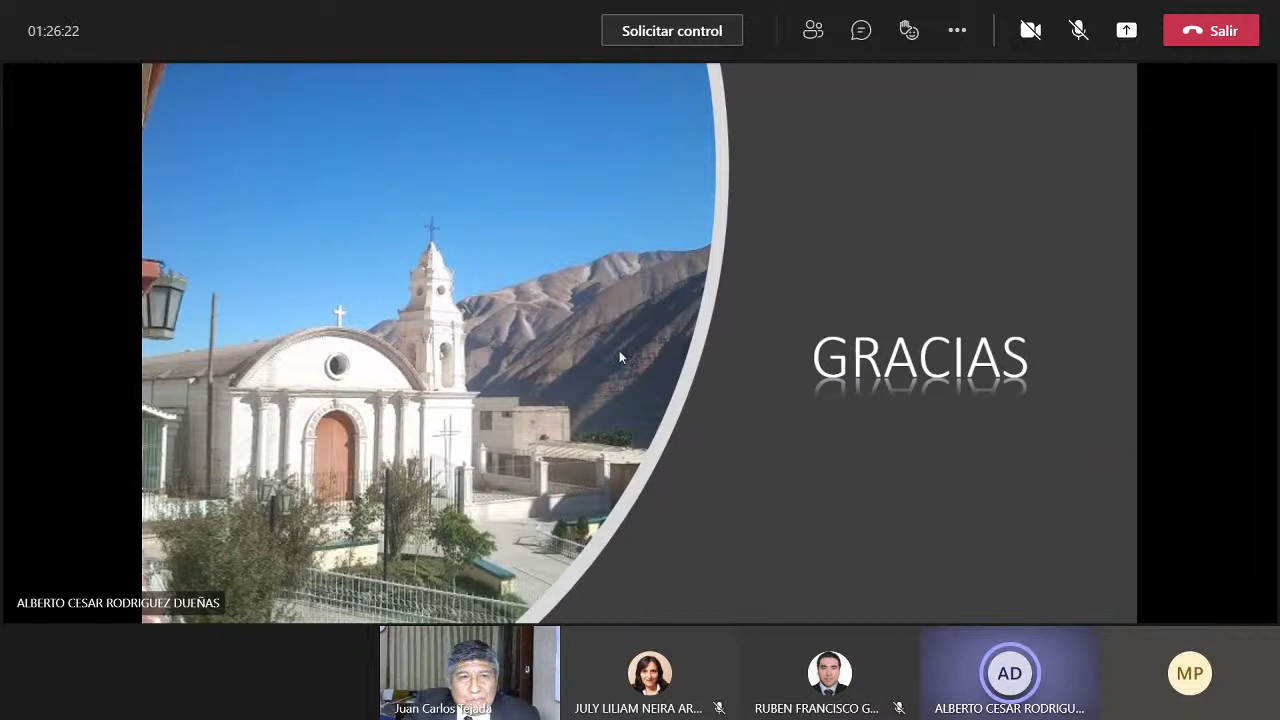 01:26:22
Solicitar control
Salir
GRACIAS
ALBERTO CESAR RODRIGUEZ DUEÑAS
Juan Carlos Tejada
JULY LILIAM NEIRA AR...
RUBEN FRANCISCO G...
AD
ALBERTO CESAR RODRIGU...
MP